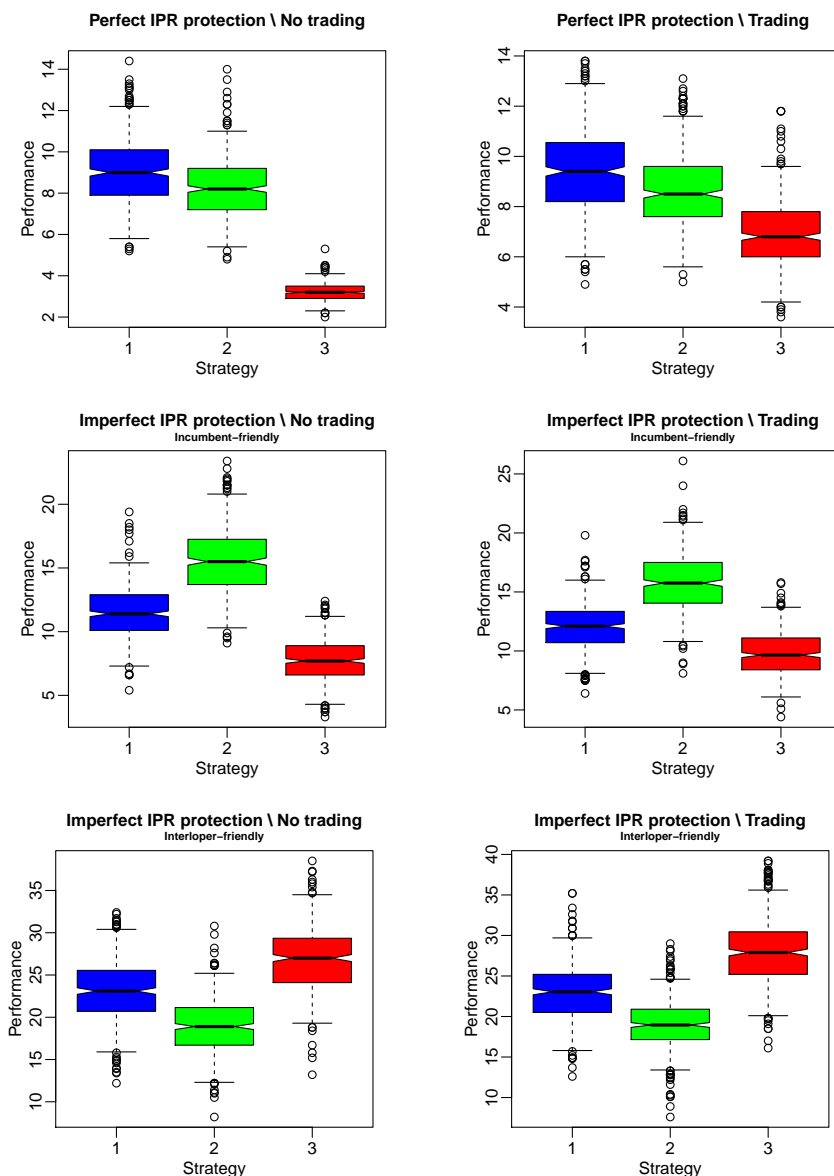 Perfect IPR protection \ No trading
Performance
14
12
10
8
6
4
2
1 2 3
Strategy
Perfect IPR protection \ Trading
Performance
14
12
10
8
6
4
1 2 3
Strategy
Imperfect IPR protection \ No trading
Incumbent−friendly
Performance
20
15
10
5
1 2 3
Strategy
Imperfect IPR protection \ Trading
Incumbent−friendly
Performance
25
20
15
10
5
1 2 3
Strategy
Imperfect IPR protection \ No trading
Interloper−friendly
Performance
35
30
25
20
15
10
1 2 3
Strategy
Imperfect IPR protection \ Trading
Interloper−friendly
Performance
40
35
30
25
20
15
10
1 2 3
Strategy